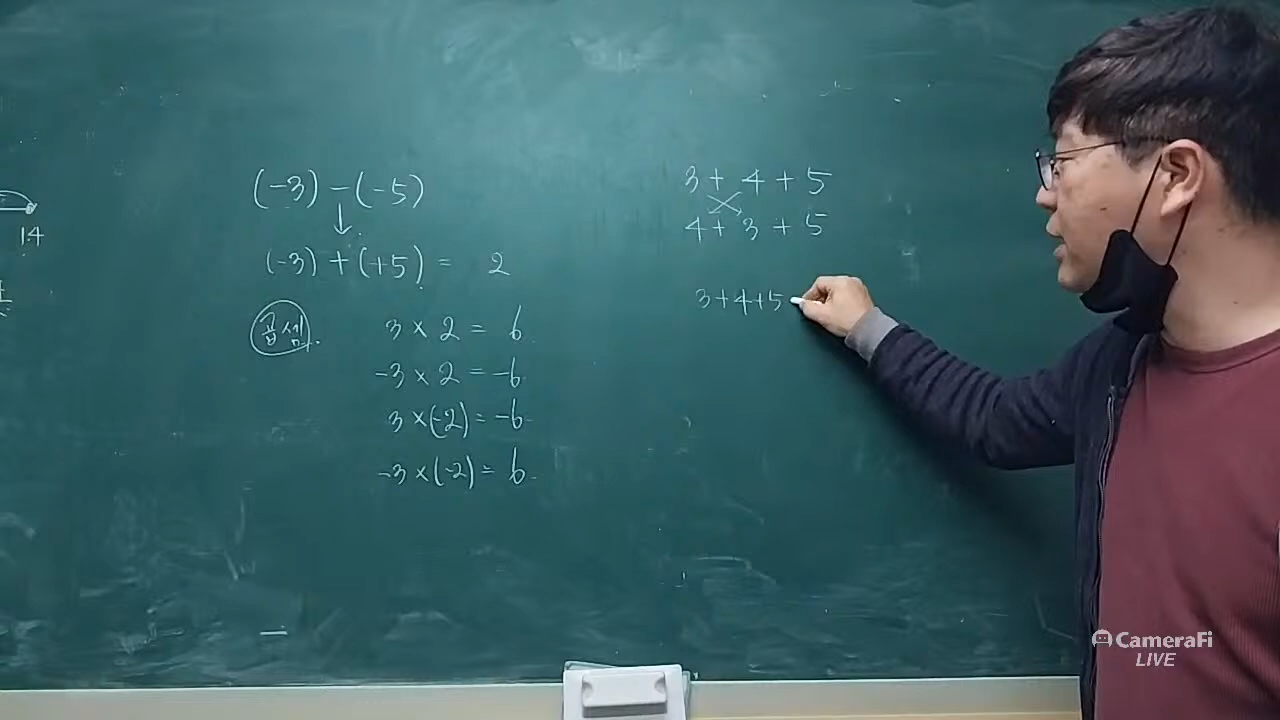 14
(-3) - (-5)
↓
(-3) + (+5) = 2
곱셈.
3 × 2 = 6
-3 × 2 = -6
3 × (-2) = -6
-3 × (-2) = 6
3 + 4 + 5
4 + 3 + 5
3+4+5
CameraFi
LIVE